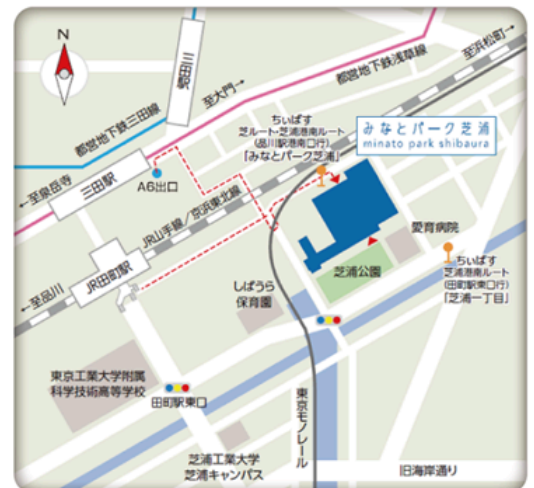 N
三田駅
都営地下鉄三田線
至大門→
都営地下鉄浅草線
至浜松町→
ちぃばす
芝ルート・芝浦港南ルート
(品川駅港南口行)
「みなとパーク芝浦」
みなとパーク芝浦
minato park shibaura
←至泉岳寺
三田駅
A6出口
JR山手線/京浜東北線
愛育病院
ちぃばす
芝浦港南ルート
(田町駅東口行)
「芝浦一丁目」
←至品川
JR田町駅
芝浦公園
しばうら
保育園
東京工業大学附属
科学技術高等学校
田町駅東口
東京モノレール
芝浦工業大学
芝浦キャンパス
旧海岸通り